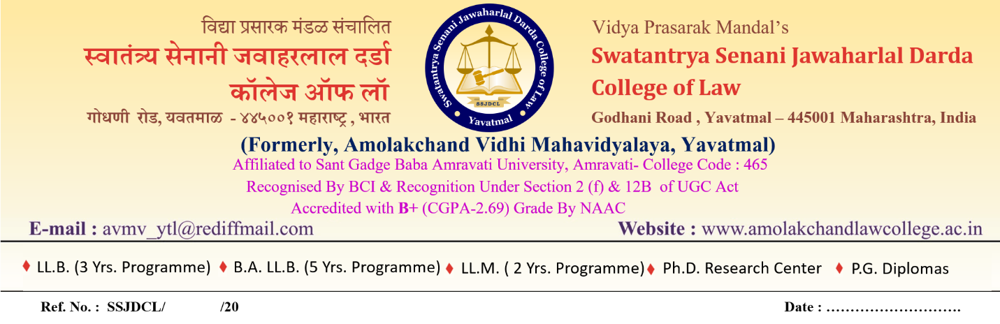 विद्या प्रसारक मंडळ संचालित
स्वातंत्र्य सेनानी जवाहरलाल दर्डा
कॉलेज ऑफ लॉ
गोधणी रोड, यवतमाळ - ४४५००१ महाराष्ट्र , भारत
Swatantrya Senani Jawaharlal Darda College of Law
SSJDCL
Yavatmal
Vidya Prasarak Mandal's
Swatantrya Senani Jawaharlal Darda
College of Law
Godhani Road , Yavatmal – 445001 Maharashtra, India
(Formerly, Amolakchand Vidhi Mahavidyalaya, Yavatmal)
Affiliated to Sant Gadge Baba Amravati University, Amravati- College Code : 465
Recognised By BCI & Recognition Under Section 2 (f) & 12B of UGC Act
Accredited with B+ (CGPA-2.69) Grade By NAAC
E-mail : avmv_ytl@rediffmail.com Website : www.amolakchandlawcollege.ac.in
♦ LL.B. (3 Yrs. Programme) ♦ B.A. LL.B. (5 Yrs. Programme) ♦ LL.M. ( 2 Yrs. Programme) ♦ Ph.D. Research Center ♦ P.G. Diplomas
Ref. No. : SSJDCL/ /20 Date : ……………………….